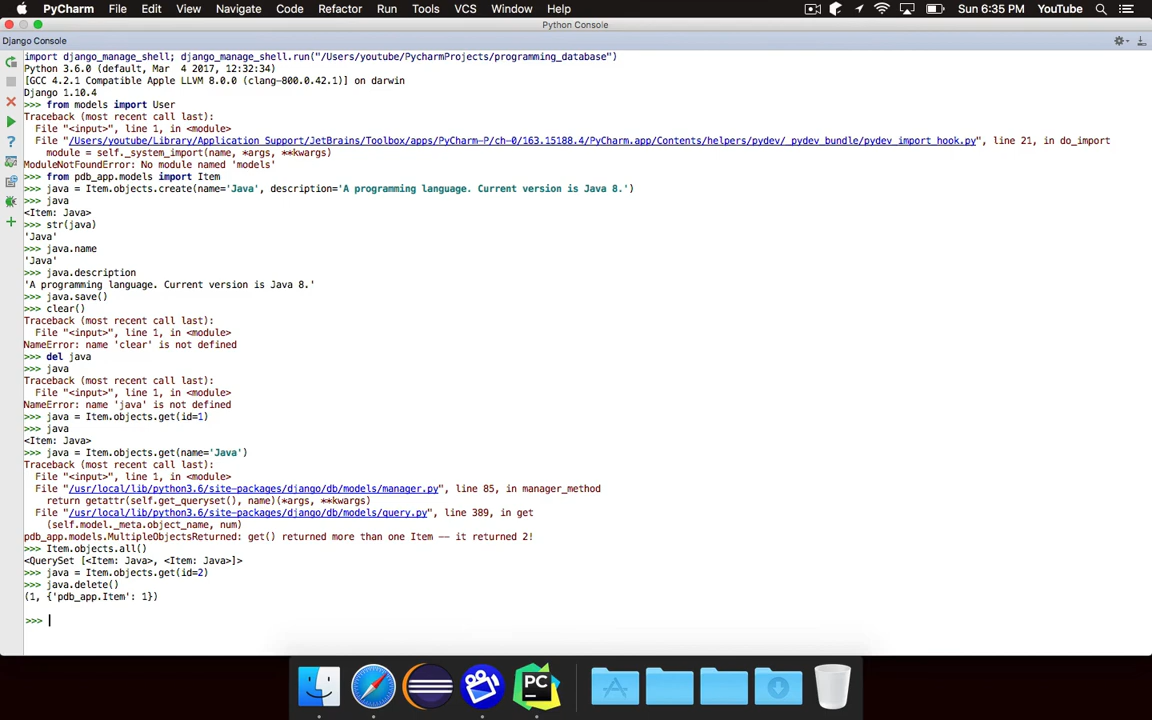 PyCharm File Edit View Navigate Code Refactor Run Tools VCS Window Help Sun 6:35 PM YouTube
Python Console
Django Console
import django_manage_shell; django_manage_shell.run("/Users/youtube/PycharmProjects/programming_database")
Python 3.6.0 (default, Mar  4 2017, 12:32:34)
[GCC 4.2.1 Compatible Apple LLVM 8.0.0 (clang-800.0.42.1)] on darwin
Django 1.10.4
>>> from models import User
Traceback (most recent call last):
  File "<input>", line 1, in <module>
  File "/Users/youtube/Library/Application Support/JetBrains/Toolbox/apps/PyCharm-P/ch-0/163.15188.4/PyCharm.app/Contents/helpers/pydev/_pydev_bundle/pydev_import_hook.py", line 21, in do_import
    module = self._system_import(name, *args, **kwargs)
ModuleNotFoundError: No module named 'models'
>>> from pdb_app.models import Item
>>> java = Item.objects.create(name='Java', description='A programming language. Current version is Java 8.')
>>> java
<Item: Java>
>>> str(java)
'Java'
>>> java.name
'Java'
>>> java.description
'A programming language. Current version is Java 8.'
>>> java.save()
>>> clear()
Traceback (most recent call last):
  File "<input>", line 1, in <module>
NameError: name 'clear' is not defined
>>> del java
>>> java
Traceback (most recent call last):
  File "<input>", line 1, in <module>
NameError: name 'java' is not defined
>>> java = Item.objects.get(id=1)
>>> java
<Item: Java>
>>> java = Item.objects.get(name='Java')
Traceback (most recent call last):
  File "<input>", line 1, in <module>
  File "/usr/local/lib/python3.6/site-packages/django/db/models/manager.py", line 85, in manager_method
    return getattr(self.get_queryset(), name)(*args, **kwargs)
  File "/usr/local/lib/python3.6/site-packages/django/db/models/query.py", line 389, in get
    (self.model._meta.object_name, num)
pdb_app.models.MultipleObjectsReturned: get() returned more than one Item -- it returned 2!
>>> Item.objects.all()
<QuerySet [<Item: Java>, <Item: Java>]>
>>> java = Item.objects.get(id=2)
>>> java.delete()
(1, {'pdb_app.Item': 1})
>>>
PC